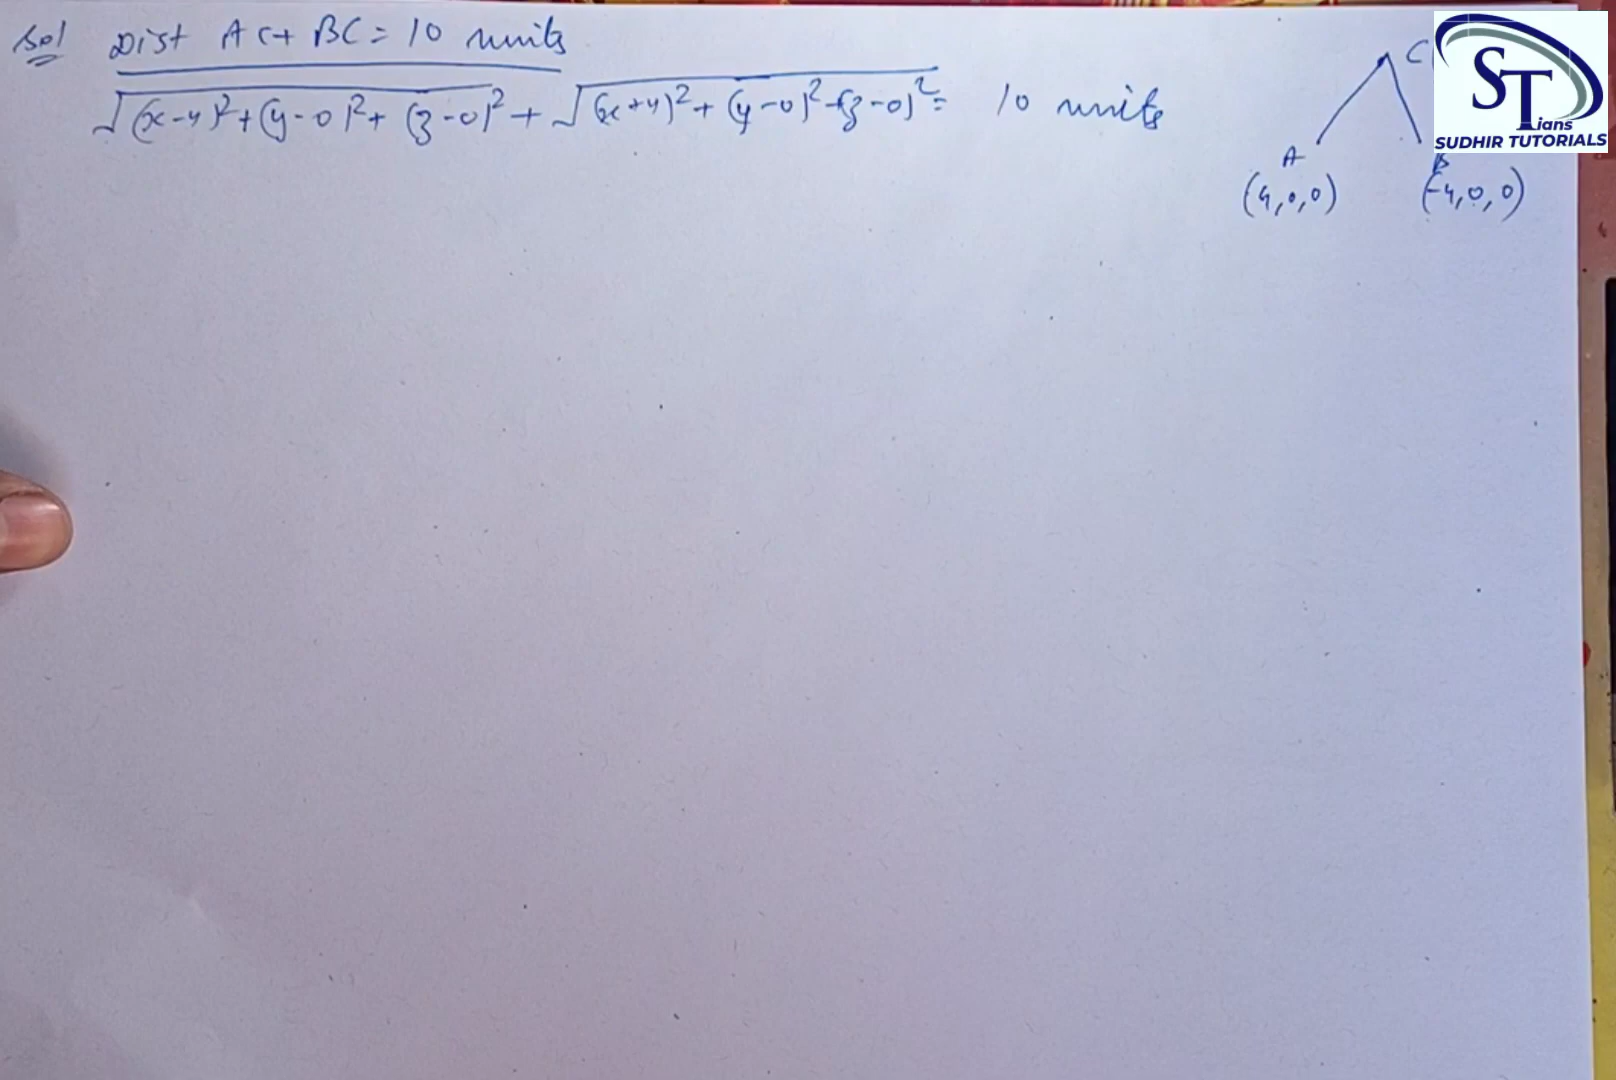 Sol Dist AC + BC = 10 units
√(x-4)²+(y-0)²+(z-0)² + √(x+4)²+(y-0)²+(z-0)² = 10 units
C
A
B
(4,0,0) (-4,0,0)
ST
ians
SUDHIR TUTORIALS